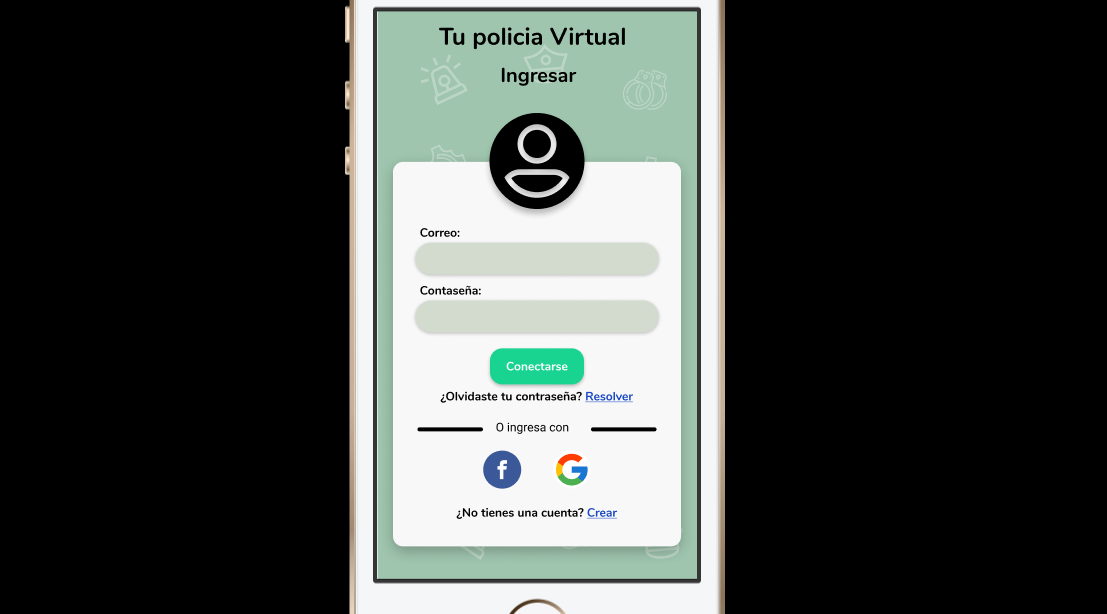 Tu policia Virtual
Ingresar
Correo:
Contaseña:
Conectarse
¿Olvidaste tu contraseña? Resolver
O ingresa con
¿No tienes una cuenta? Crear